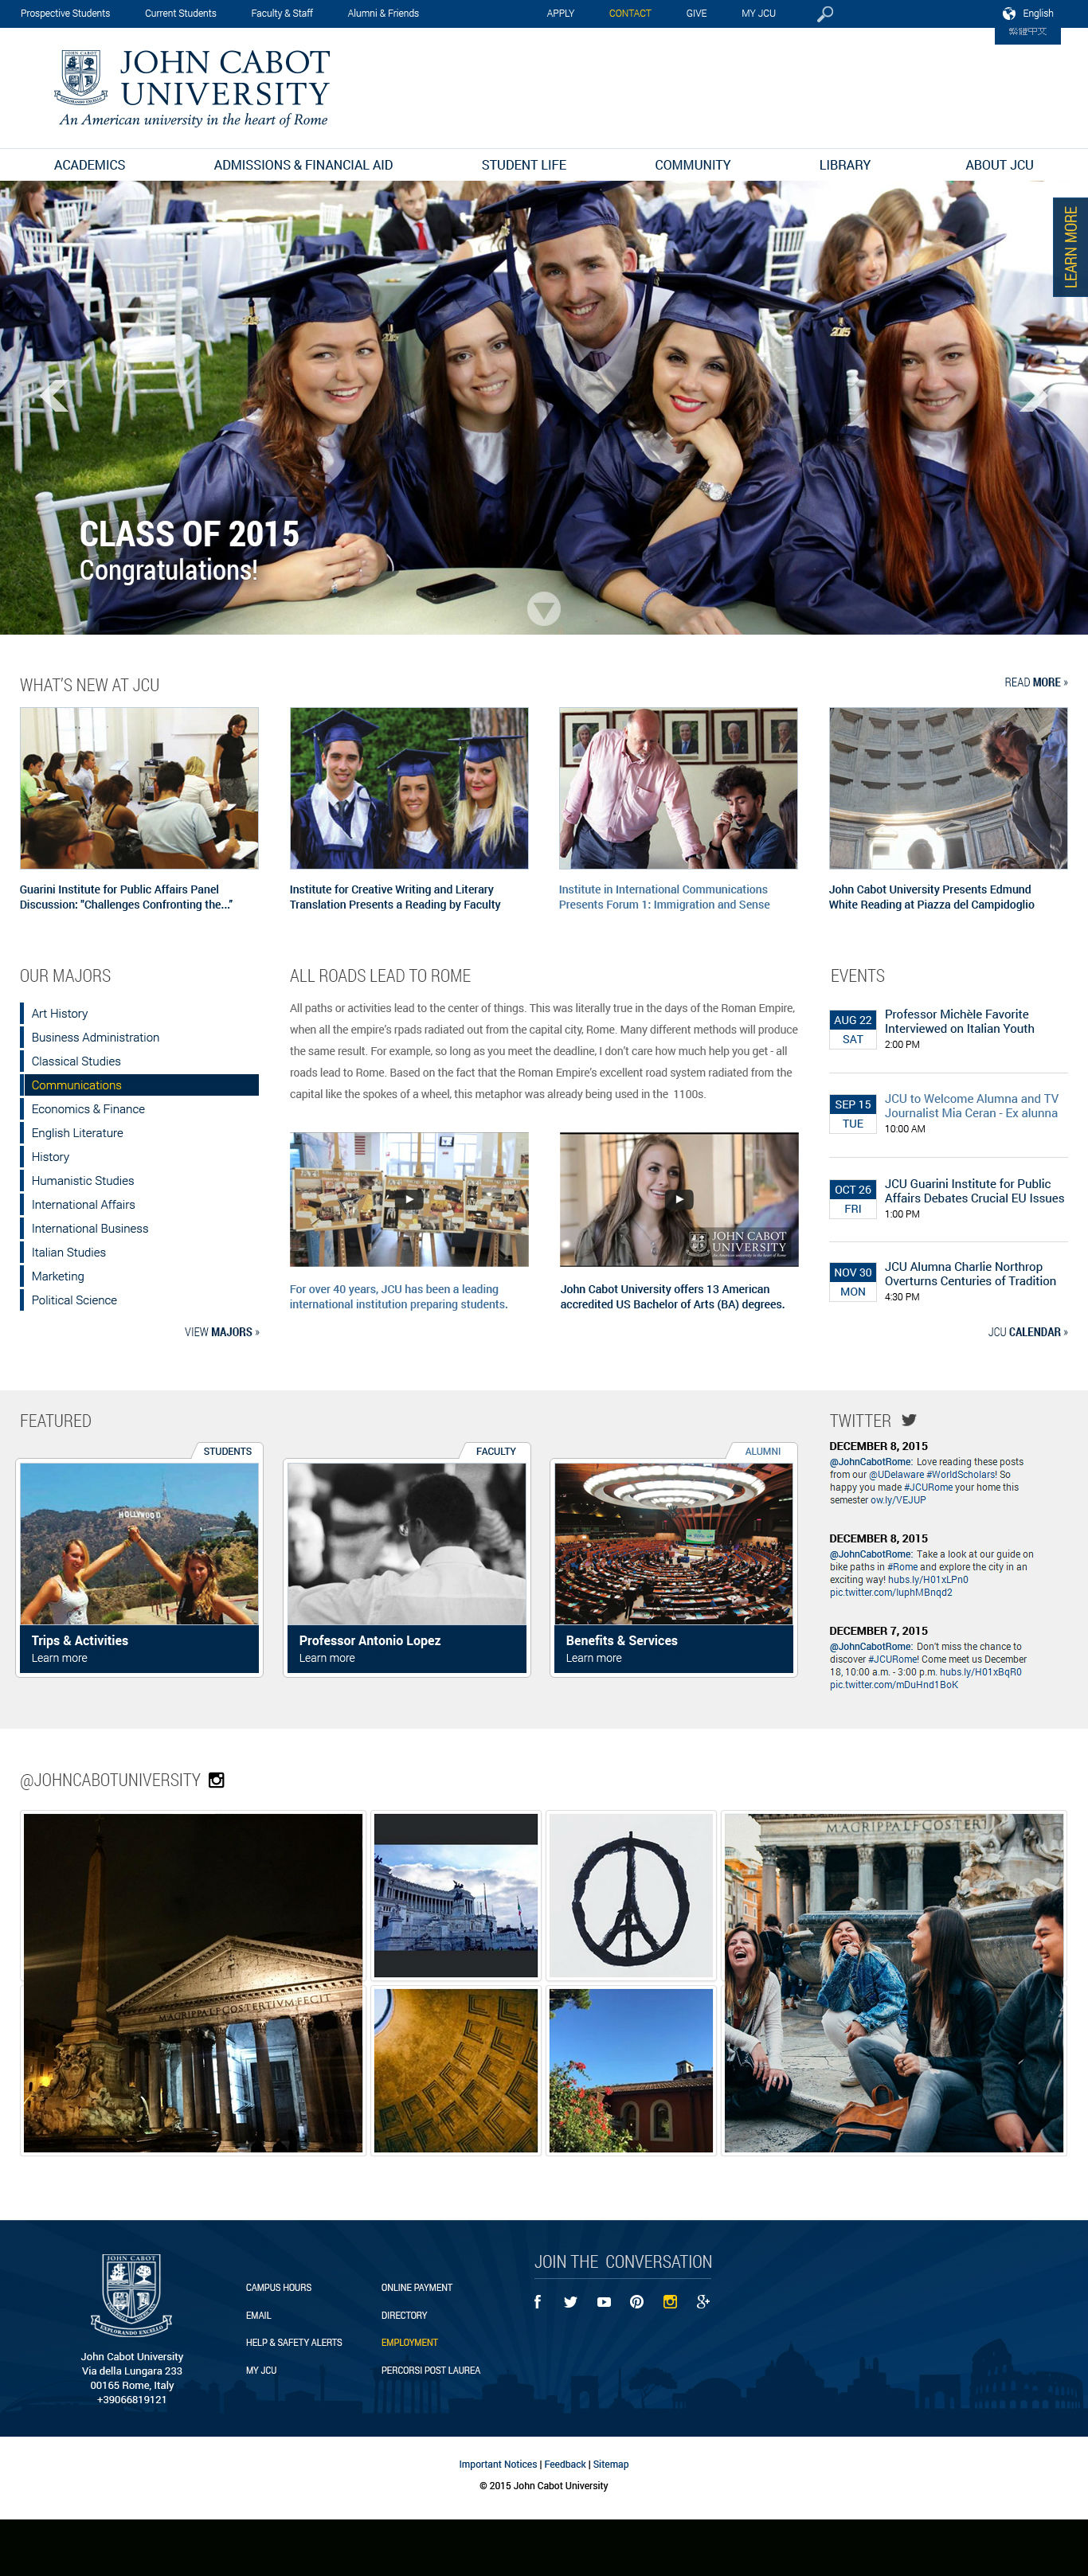 Prospective Students Current Students Faculty & Staff Alumni & Friends APPLY CONTACT GIVE MY JCU English
繁體中文
JOHN CABOT
UNIVERSITY
EXPLORANDO EXCELLO
An American university in the heart of Rome
ACADEMICS ADMISSIONS & FINANCIAL AID STUDENT LIFE COMMUNITY LIBRARY ABOUT JCU
LEARN MORE
2015
2015
2015
CLASS OF 2015
Congratulations!
WHAT'S NEW AT JCU
READ MORE »
Guarini Institute for Public Affairs Panel
Discussion: "Challenges Confronting the..."
Institute for Creative Writing and Literary
Translation Presents a Reading by Faculty
Institute in International Communications
Presents Forum 1: Immigration and Sense
John Cabot University Presents Edmund
White Reading at Piazza del Campidoglio
OUR MAJORS
Art History
Business Administration
Classical Studies
Communications
Economics & Finance
English Literature
History
Humanistic Studies
International Affairs
International Business
Italian Studies
Marketing
Political Science
VIEW MAJORS »
ALL ROADS LEAD TO ROME
All paths or activities lead to the center of things. This was literally true in the days of the Roman Empire,
when all the empire's rpads radiated out from the capital city, Rome. Many different methods will produce
the same result. For example, so long as you meet the deadline, I don't care how much help you get - all
roads lead to Rome. Based on the fact that the Roman Empire's excellent road system radiated from the
capital like the spokes of a wheel, this metaphor was already being used in the 1100s.
JOHN CABOT
UNIVERSITY
An American university in the heart of Rome
For over 40 years, JCU has been a leading
international institution preparing students.
John Cabot University offers 13 American
accredited US Bachelor of Arts (BA) degrees.
EVENTS
AUG 22
SAT
Professor Michèle Favorite
Interviewed on Italian Youth
2:00 PM
SEP 15
TUE
JCU to Welcome Alumna and TV
Journalist Mia Ceran - Ex alunna
10:00 AM
OCT 26
FRI
JCU Guarini Institute for Public
Affairs Debates Crucial EU Issues
1:00 PM
NOV 30
MON
JCU Alumna Charlie Northrop
Overturns Centuries of Tradition
4:30 PM
JCU CALENDAR »
FEATURED
STUDENTS
HOLLYWOOD
Trips & Activities
Learn more
FACULTY
Professor Antonio Lopez
Learn more
ALUMNI
Benefits & Services
Learn more
TWITTER
DECEMBER 8, 2015
@JohnCabotRome: Love reading these posts
from our @UDelaware #WorldScholars! So
happy you made #JCURome your home this
semester ow.ly/VEJUP
DECEMBER 8, 2015
@JohnCabotRome: Take a look at our guide on
bike paths in #Rome and explore the city in an
exciting way! hubs.ly/H01xLPn0
pic.twitter.com/IuphMBnqd2
DECEMBER 7, 2015
@JohnCabotRome: Don't miss the chance to
discover #JCURome! Come meet us December
18, 10:00 a.m. - 3:00 p.m. hubs.ly/H01xBqR0
pic.twitter.com/mDuHnd1BoK
@JOHNCABOTUNIVERSITY
MAGRIPPALFCOSTERTIVMFECIT
MAGRIPPALFCOSTERTI
JOHN CABOT
EXPLORANDO EXCELLO
John Cabot University
Via della Lungara 233
00165 Rome, Italy
+39066819121
CAMPUS HOURS
EMAIL
HELP & SAFETY ALERTS
MY JCU
ONLINE PAYMENT
DIRECTORY
EMPLOYMENT
PERCORSI POST LAUREA
JOIN THE CONVERSATION
Important Notices | Feedback | Sitemap
© 2015 John Cabot University